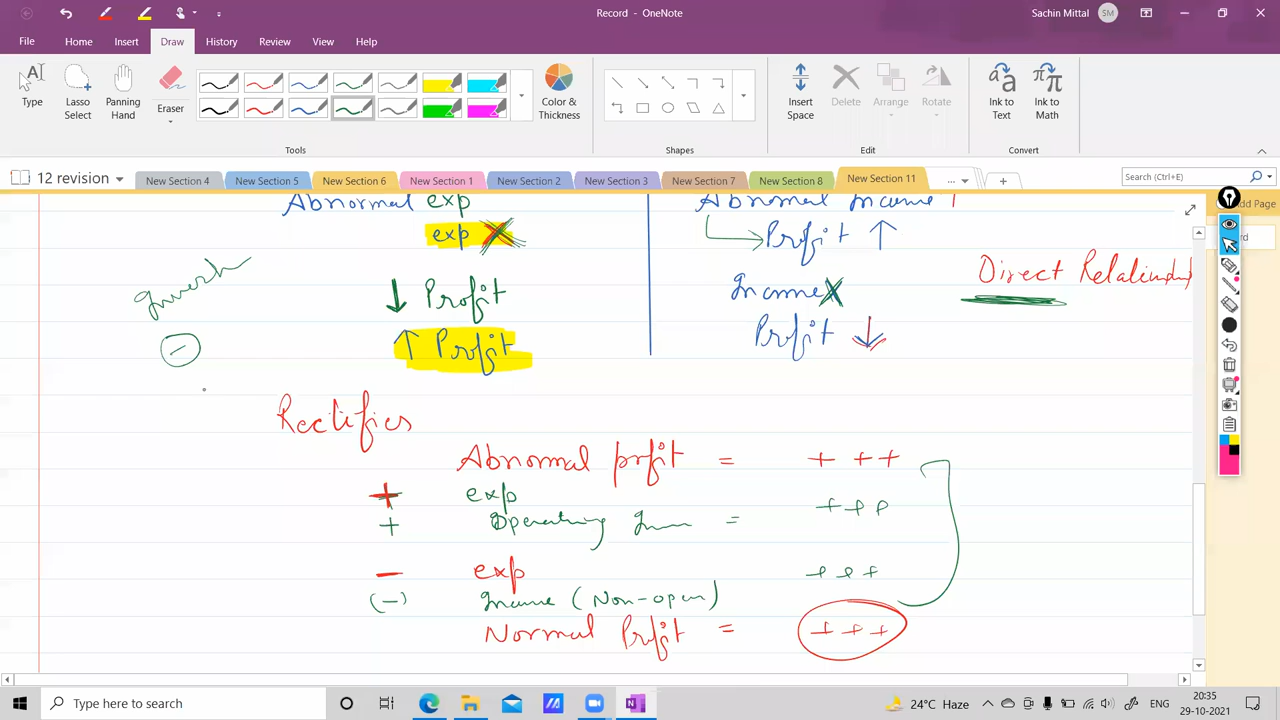 Record - OneNote
Sachin Mittal SM
File Home Insert Draw History Review View Help
Type Lasso Select Panning Hand Eraser Color & Thickness Insert Space Delete Arrange Rotate Ink to Text Ink to Math
Tools Shapes Edit Convert
12 revision New Section 4 New Section 5 New Section 6 New Section 1 New Section 2 New Section 3 New Section 7 New Section 8 New Section 11 ... + Search (Ctrl+E)
Add Page
Abnormal exp
exp
↓ Profit
↑ Profit
Abnormal Income ↑
Profit ↑
Income
Profit ↓
Direct
Rectifies
Abnormal profit = + + +
+ exp
+ Operating =
- exp
(-) Income (Non-open)
Normal Profit = + + +
Type here to search
24°C Haze
ENG
20:35
29-10-2021